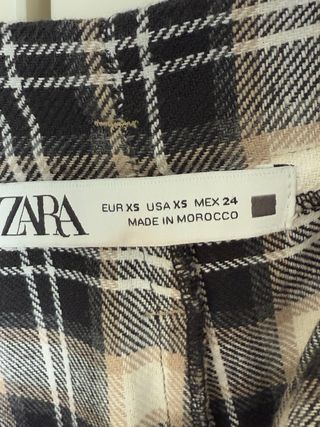 ZARA
EUR XS USA XS MEX 24
MADE IN MOROCCO